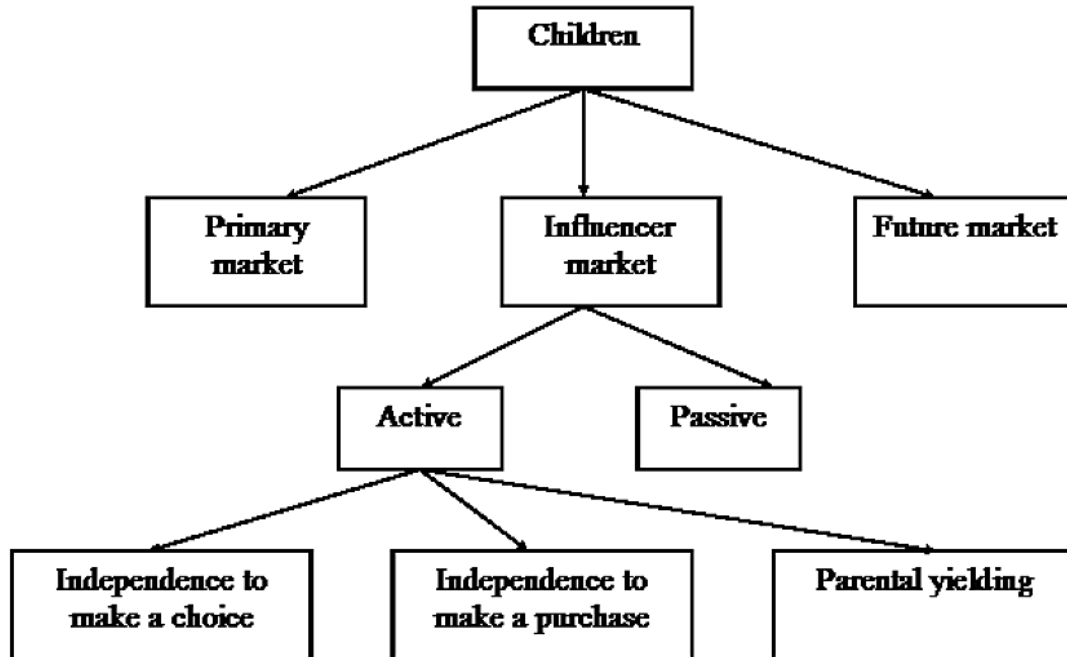 Children
Primary
market
Influencer
market
Future market
Active
Passive
Independence to
make a choice
Independence to
make a purchase
Parental yielding